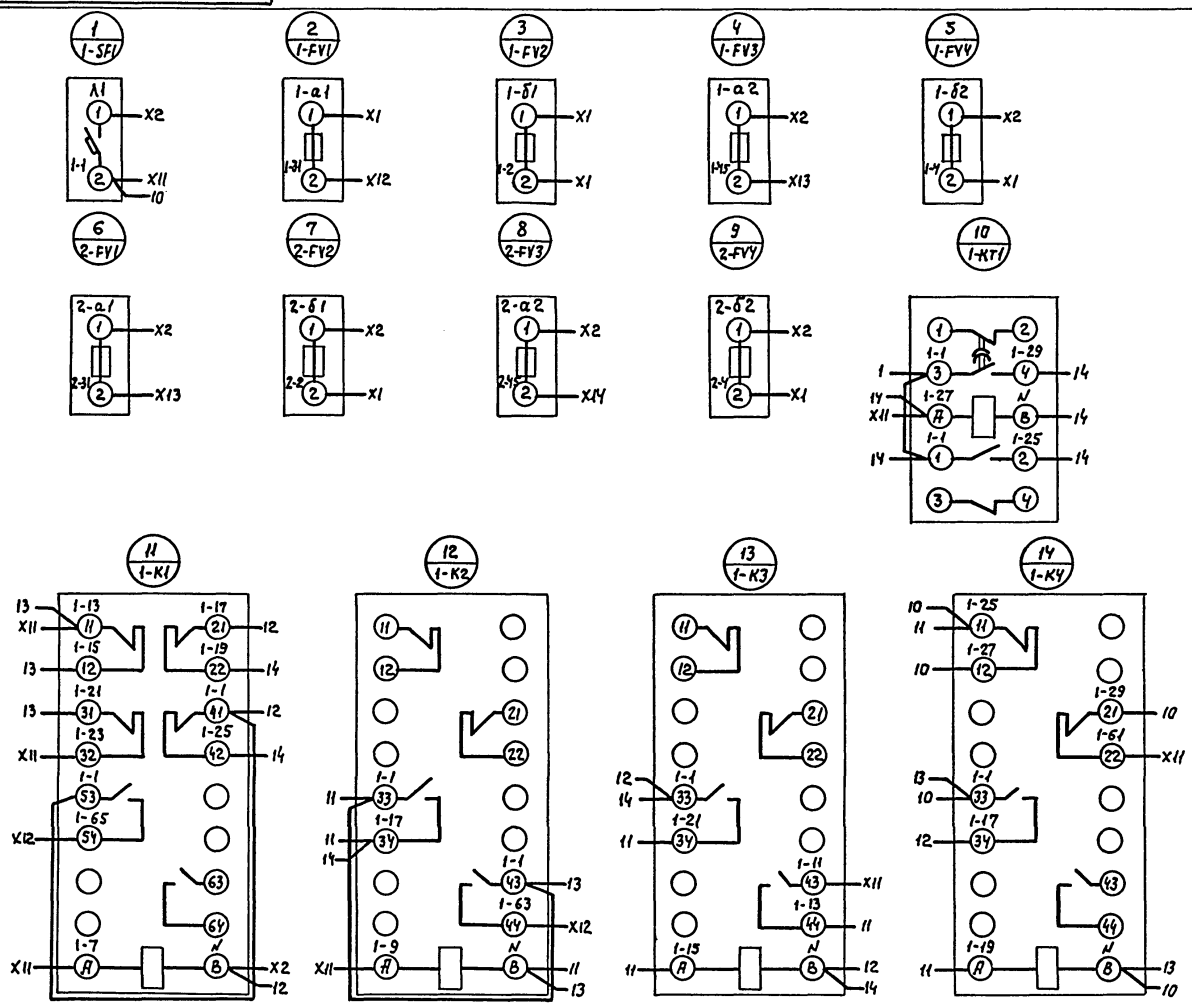 1 2 3 4 5
1-SF1 1-FV1 1-FV2 1-FV3 1-FV4
Л1 1-а1 1-б1 1-а2 1-б2
1 X2 1 X1 1 X1 1 X2 1 X2
1-1 1-31 1-2 1-45 1-4
2 X11 2 X12 2 X1 2 X13 2 X1
10
6 7 8 9 10
2-FV1 2-FV2 2-FV3 2-FV4 1-КТ1
2-а1 2-б1 2-а2 2-б2
1 X2 1 X2 1 X2 1 X2
2-31 2-2 2-45 2-4
2 X13 2 X1 2 X14 2 X1
1 2
1-1 1-29
1 3 4 14
14 1-27 N
X11 A B 14
1-1 1-25
14 1 2 14
3 4
11 12 13 14
1-К1 1-К2 1-К3 1-К4
13 1-13 1-17
X11 11 21 12
1-15 1-19
13 12 22 14
1-21 1-1
13 31 41 12
1-23 1-25
X11 32 42 14
1-1
53
1-65
X12 54
63
64
1-7 N
X11 A B X2
12
11
12
21
22
1-1
11 33
1-17
11 34
14
1-1
43 13
1-63
44 X12
1-9 N
X11 A B 11
13
11
12
21
22
12 1-1
14 33
1-21
11 34
1-11
43 X11
1-13
44 11
1-15 N
11 A B 12
14
10 1-25
11 11
1-27
10 12
1-29
21 10
1-61
22 X11
13 1-1
10 33
1-17
12 34
43
44
1-19 N
11 A B 13
10